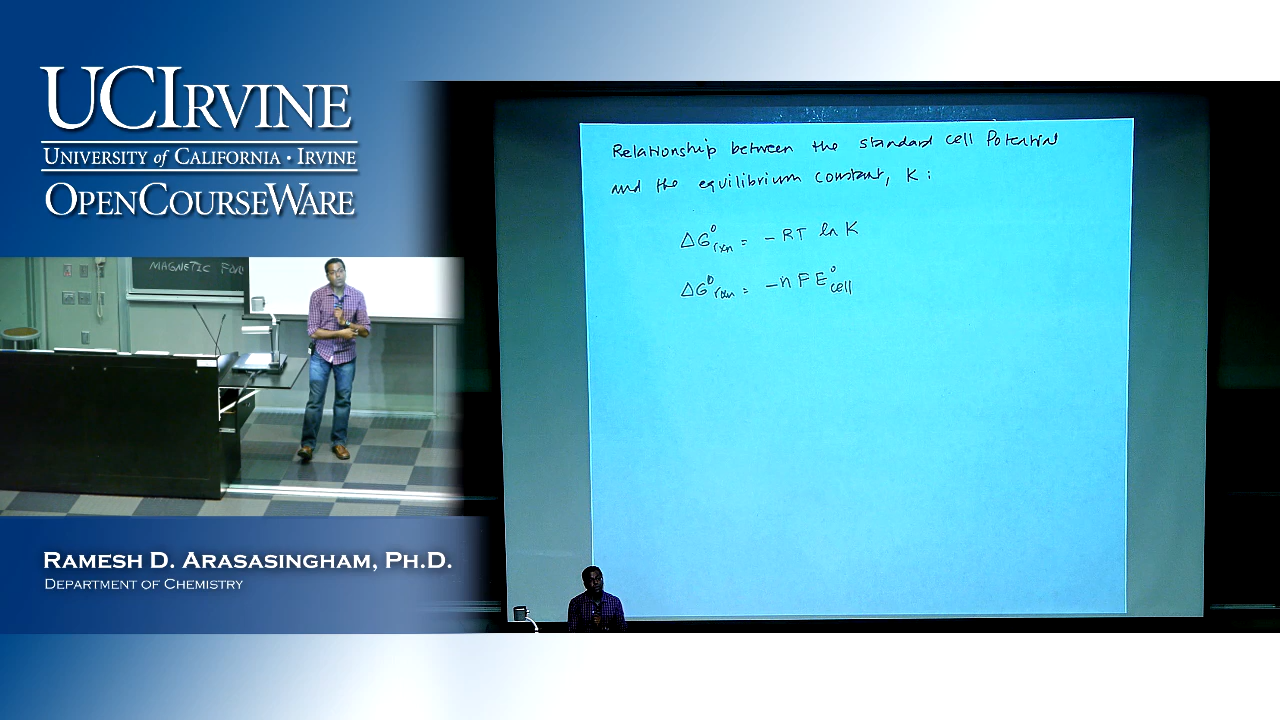 UCIRVINE
UNIVERSITY of CALIFORNIA · IRVINE
OPENCOURSEWARE
MAGNETIC
RAMESH D. ARASASINGHAM, PH.D.
DEPARTMENT OF CHEMISTRY
Relationship between the standard cell Potential
and the equilibrium constant, K :
ΔG°rxn = – RT ln K
ΔG°rxn = – n F E°cell